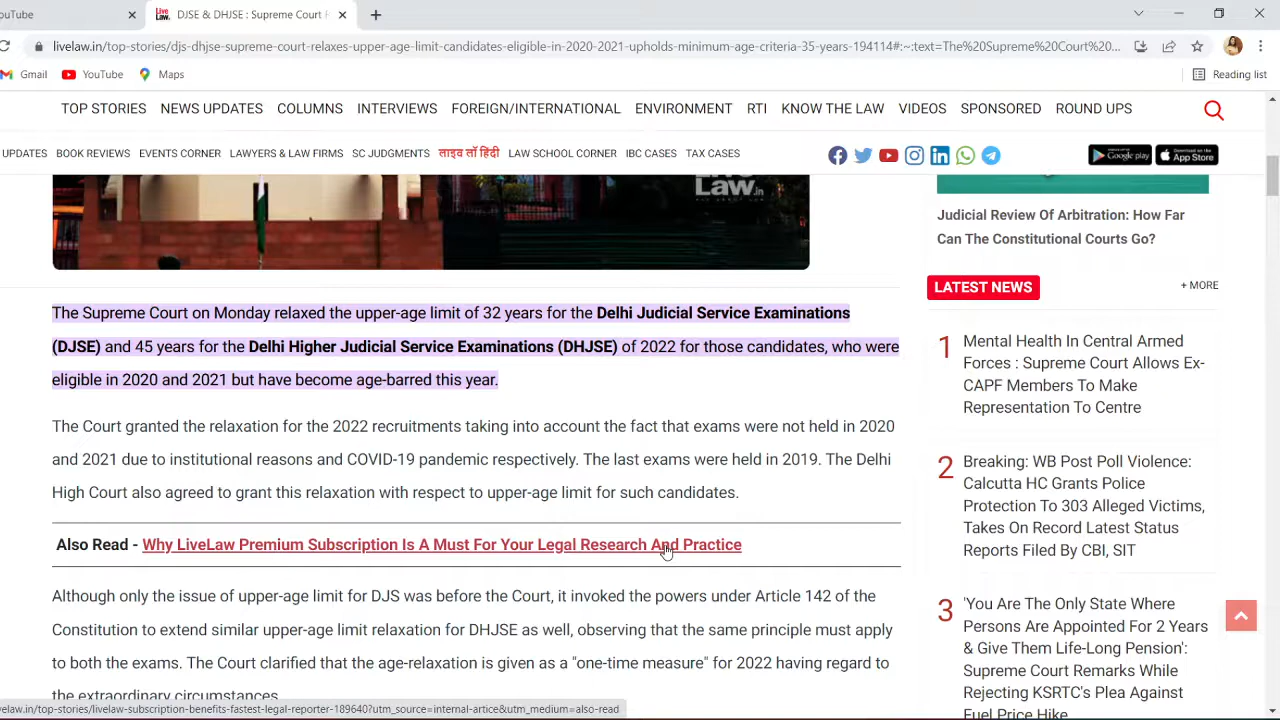 ouTube
Live Law.
DJSE & DHJSE : Supreme Court
livelaw.in/top-stories/djs-dhjse-supreme-court-relaxes-upper-age-limit-candidates-eligible-in-2020-2021-upholds-minimum-age-criteria-35-years-194114#:~:text=The%20Supreme%20Court%20...
Gmail
YouTube
Maps
Reading list
TOP STORIES NEWS UPDATES COLUMNS INTERVIEWS FOREIGN/INTERNATIONAL ENVIRONMENT RTI KNOW THE LAW VIDEOS SPONSORED ROUND UPS
UPDATES BOOK REVIEWS EVENTS CORNER LAWYERS & LAW FIRMS SC JUDGMENTS लाइव लॉ हिंदी LAW SCHOOL CORNER IBC CASES TAX CASES
Google play
Download on the App Store
Law.in
The Supreme Court on Monday relaxed the upper-age limit of 32 years for the Delhi Judicial Service Examinations
(DJSE) and 45 years for the Delhi Higher Judicial Service Examinations (DHJSE) of 2022 for those candidates, who were
eligible in 2020 and 2021 but have become age-barred this year.
The Court granted the relaxation for the 2022 recruitments taking into account the fact that exams were not held in 2020
and 2021 due to institutional reasons and COVID-19 pandemic respectively. The last exams were held in 2019. The Delhi
High Court also agreed to grant this relaxation with respect to upper-age limit for such candidates.
Also Read - Why LiveLaw Premium Subscription Is A Must For Your Legal Research And Practice
Although only the issue of upper-age limit for DJS was before the Court, it invoked the powers under Article 142 of the
Constitution to extend similar upper-age limit relaxation for DHJSE as well, observing that the same principle must apply
to both the exams. The Court clarified that the age-relaxation is given as a "one-time measure" for 2022 having regard to
the extraordinary circumstances.
Judicial Review Of Arbitration: How Far
Can The Constitutional Courts Go?
LATEST NEWS
+ MORE
1 Mental Health In Central Armed
Forces : Supreme Court Allows Ex-
CAPF Members To Make
Representation To Centre
2 Breaking: WB Post Poll Violence:
Calcutta HC Grants Police
Protection To 303 Alleged Victims,
Takes On Record Latest Status
Reports Filed By CBI, SIT
3 'You Are The Only State Where
Persons Are Appointed For 2 Years
& Give Them Life-Long Pension':
Supreme Court Remarks While
Rejecting KSRTC's Plea Against
Fuel Price Hike
ivelaw.in/top-stories/livelaw-subscription-benefits-fastest-legal-reporter-189640?utm_source=internal-artice&utm_medium=also-read